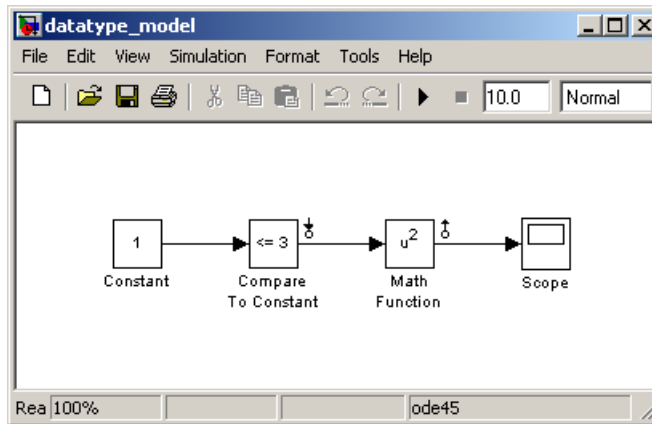 datatype_model
File Edit View Simulation Format Tools Help
10.0 Normal
1 <= 3 u2
Constant Compare Math Scope
To Constant Function
Rea 100% ode45